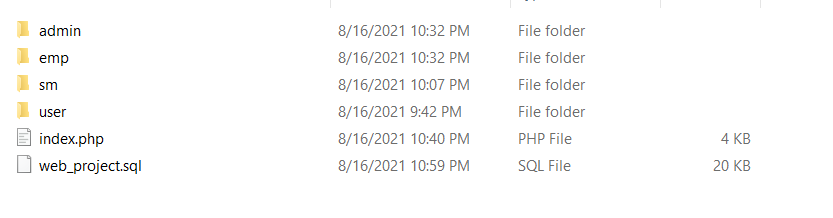 admin 8/16/2021 10:32 PM File folder
emp 8/16/2021 10:32 PM File folder
sm 8/16/2021 10:07 PM File folder
user 8/16/2021 9:42 PM File folder
index.php 8/16/2021 10:40 PM PHP File 4 KB
web_project.sql 8/16/2021 10:59 PM SQL File 20 KB